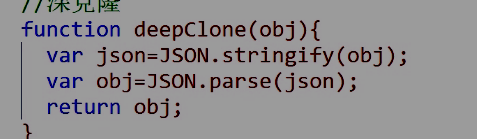 //深克隆
function deepClone(obj){
var json=JSON.stringify(obj);
var obj=JSON.parse(json);
return obj;
}